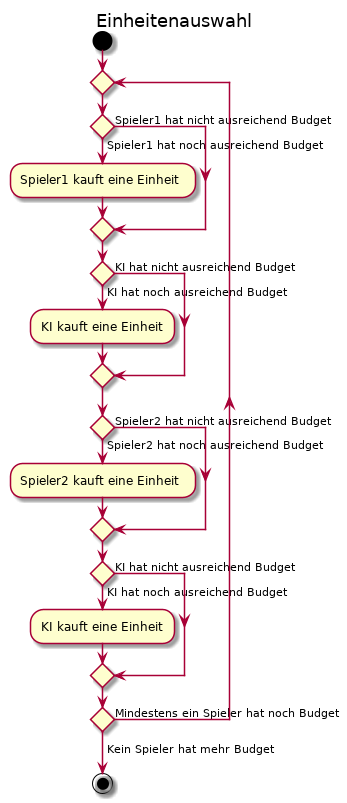 Einheitenauswahl
Spieler1 hat nicht ausreichend Budget
Spieler1 hat noch ausreichend Budget
Spieler1 kauft eine Einheit
KI hat nicht ausreichend Budget
KI hat noch ausreichend Budget
KI kauft eine Einheit
Spieler2 hat nicht ausreichend Budget
Spieler2 hat noch ausreichend Budget
Spieler2 kauft eine Einheit
KI hat nicht ausreichend Budget
KI hat noch ausreichend Budget
KI kauft eine Einheit
Mindestens ein Spieler hat noch Budget
Kein Spieler hat mehr Budget